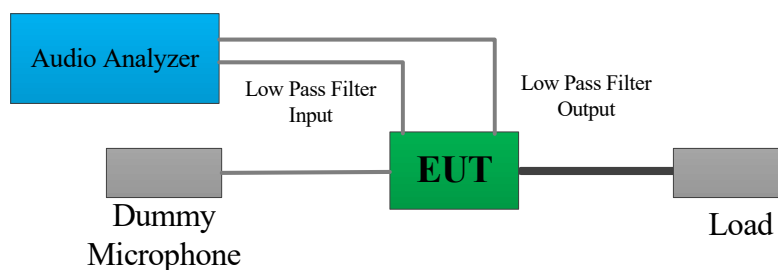 Audio Analyzer
Low Pass Filter
Input
Low Pass Filter
Output
EUT
Dummy
Microphone
Load